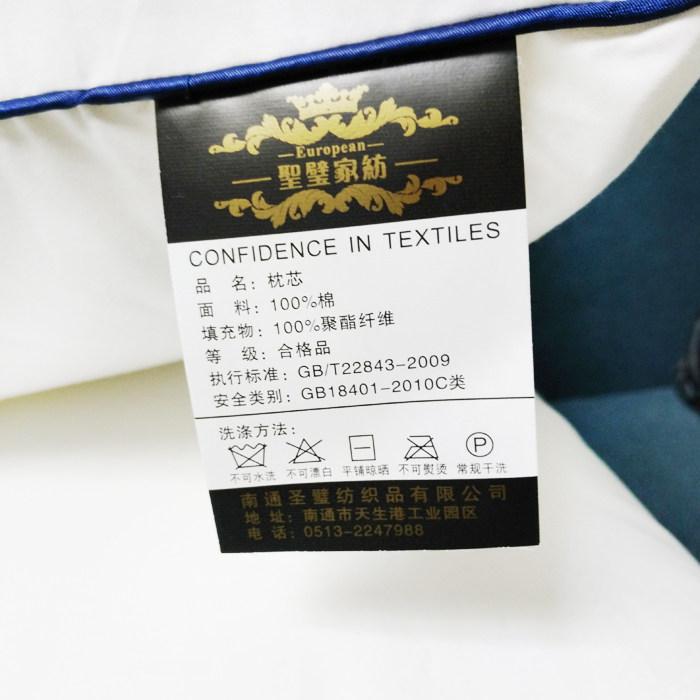 European
聖璧家紡
CONFIDENCE IN TEXTILES
品 名：枕芯
面 料：100%棉
填充物：100%聚酯纤维
等 级：合格品
执行标准：GB/T22843-2009
安全类别：GB18401-2010C类
洗涤方法：
P
不可水洗 不可漂白 平铺晾晒 不可熨烫 常规干洗
南通圣璧纺织品有限公司
地 址：南通市天生港工业园区
电 话：0513-2247988